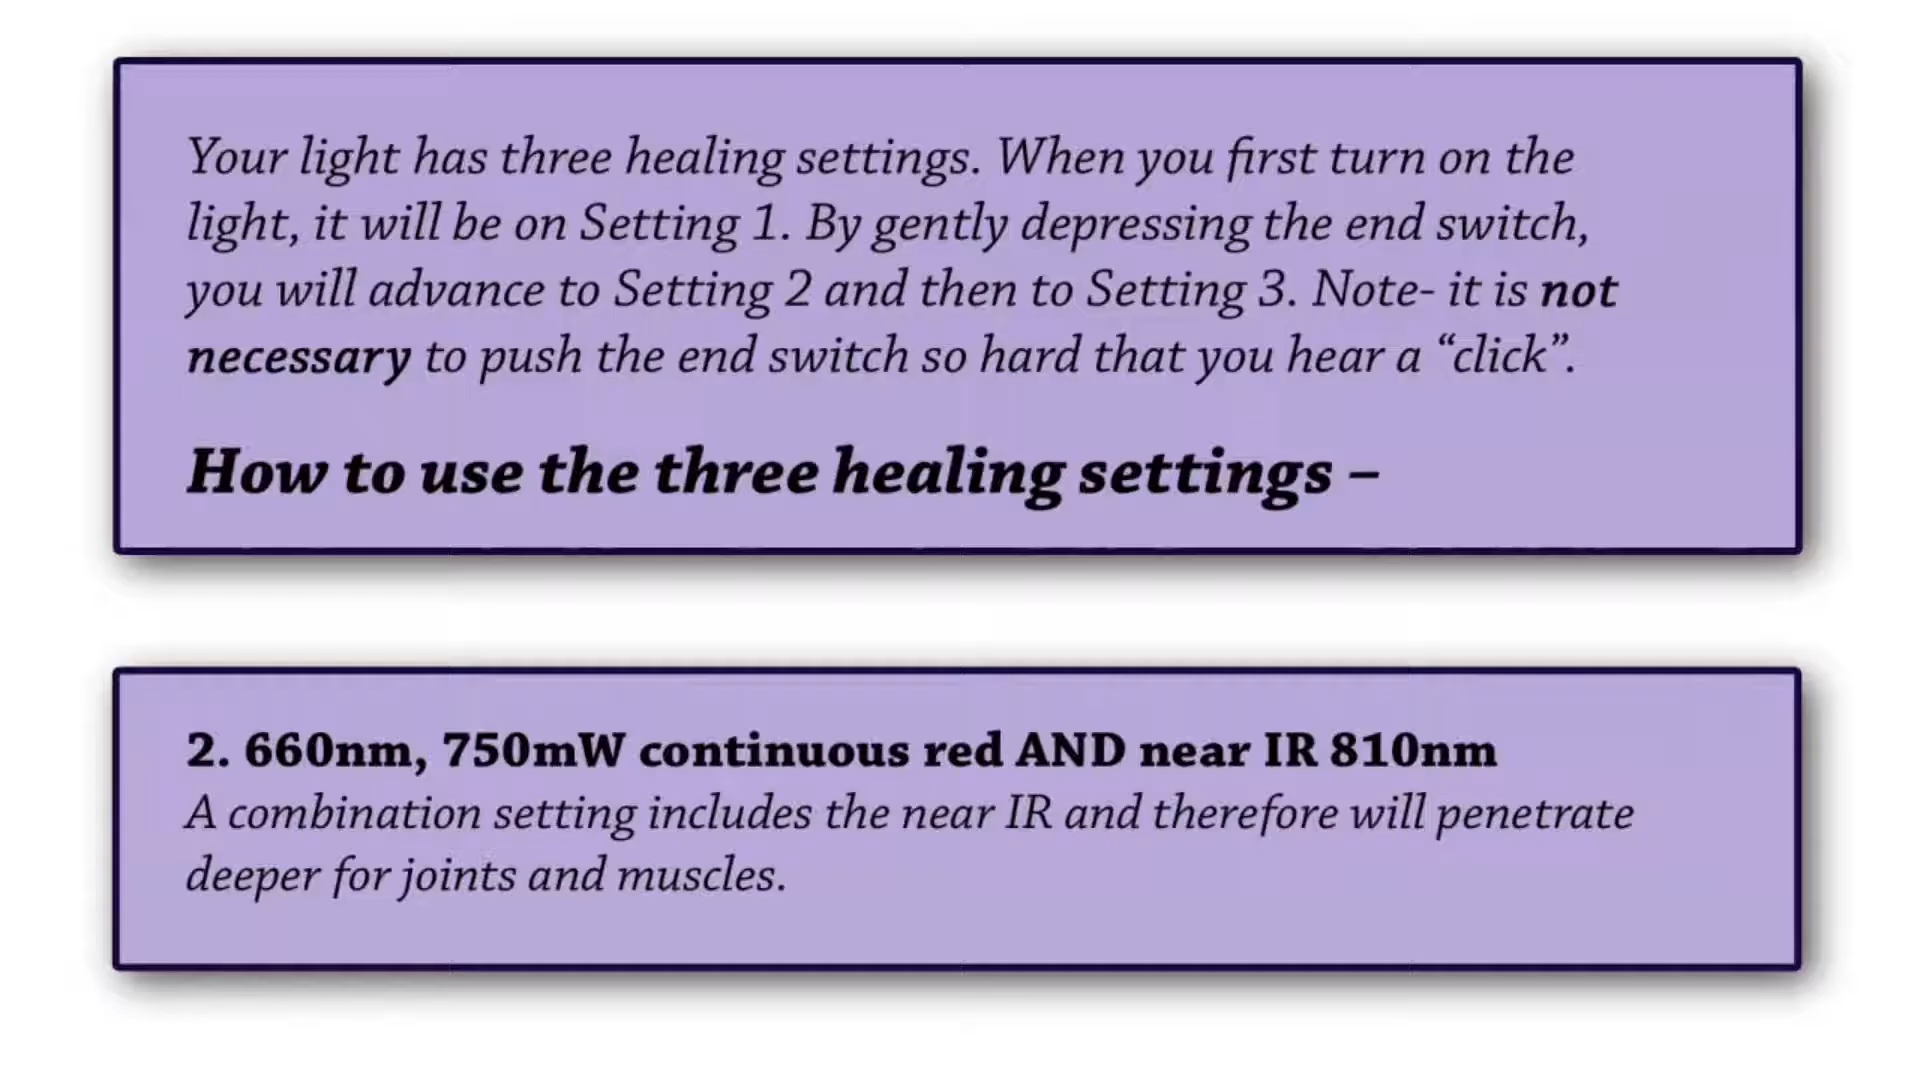 Your light has three healing settings. When you first turn on the
light, it will be on Setting 1. By gently depressing the end switch,
you will advance to Setting 2 and then to Setting 3. Note- it is not
necessary to push the end switch so hard that you hear a “click”.
How to use the three healing settings –
2. 660nm, 750mW continuous red AND near IR 810nm
A combination setting includes the near IR and therefore will penetrate
deeper for joints and muscles.